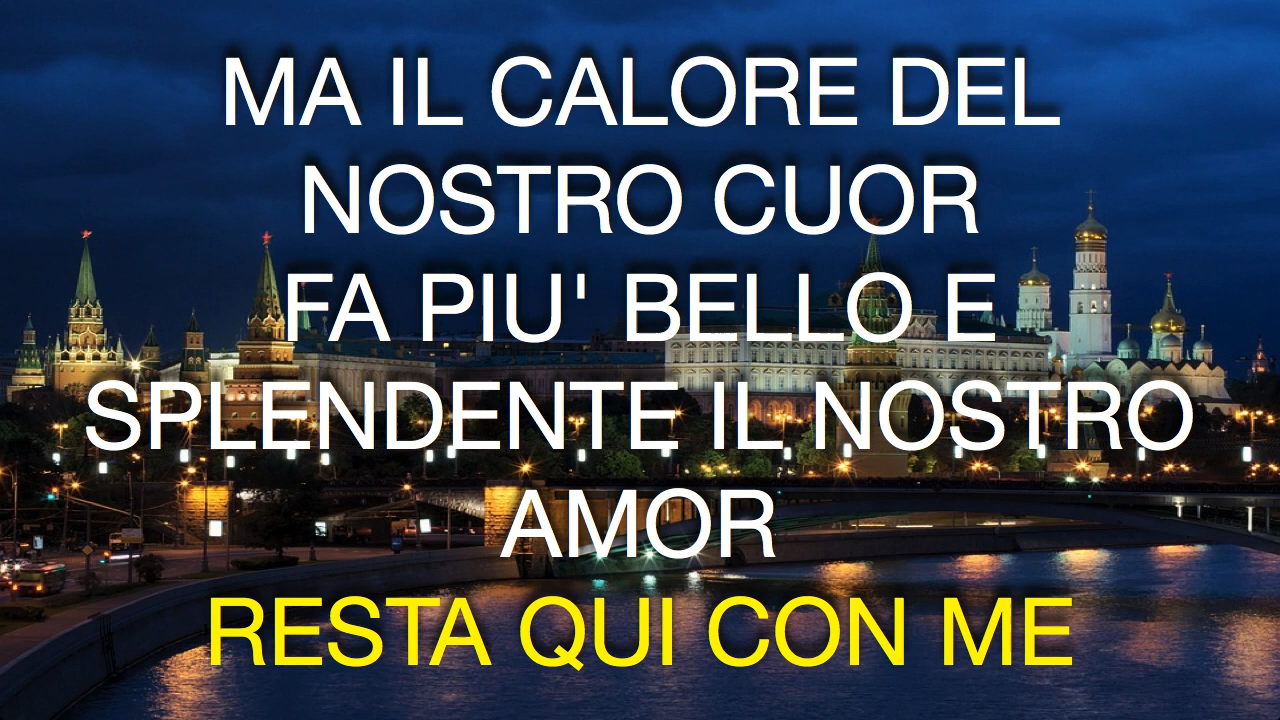 MA IL CALORE DEL
NOSTRO CUOR
FA PIU' BELLO E
SPLENDENTE IL NOSTRO
AMOR
RESTA QUI CON ME